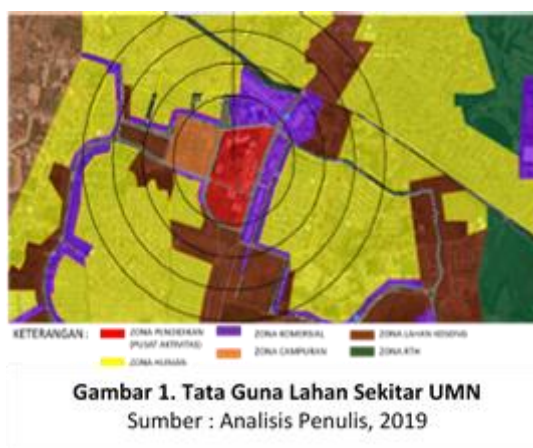 KETERANGAN :
ZONA PENDIDIKAN
(PUSAT AKTIVITAS)
ZONA HUNIAN
ZONA KOMERSIAL
ZONA CAMPURAN
ZONA LAHAN KOSONG
ZONA RTH
Gambar 1. Tata Guna Lahan Sekitar UMN
Sumber : Analisis Penulis, 2019